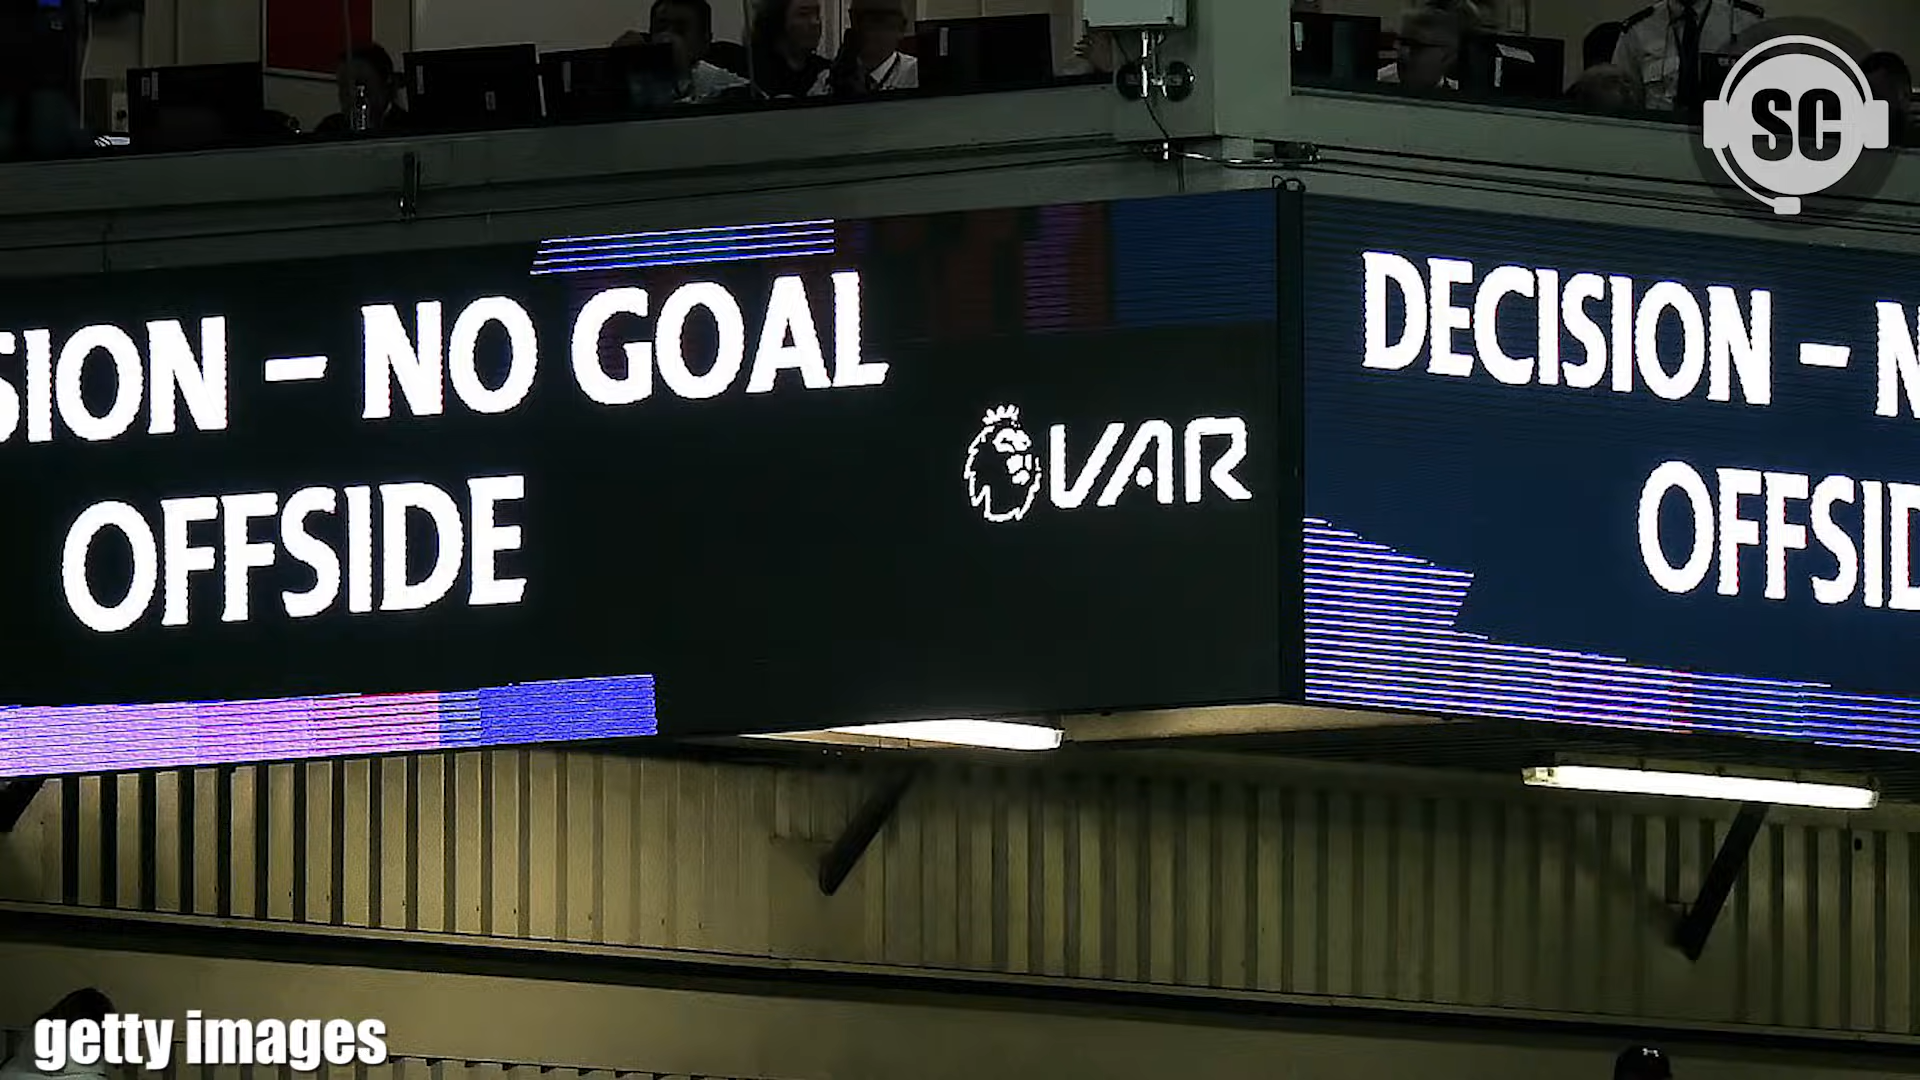 SC
SION – NO GOAL
OFFSIDE
VAR
DECISION – N
OFFSID
getty images